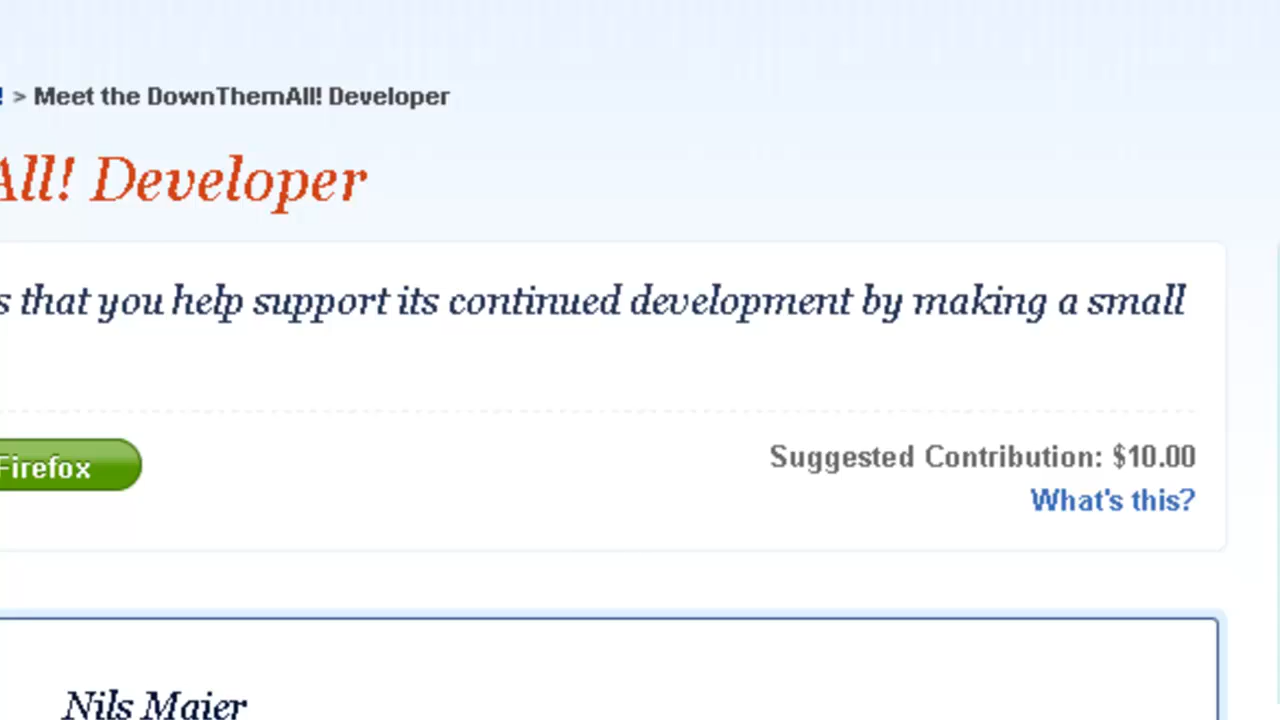 ! > Meet the DownThemAll! Developer
All! Developer
s that you help support its continued development by making a small
Firefox
Suggested Contribution: $10.00
What's this?
Nils Maier